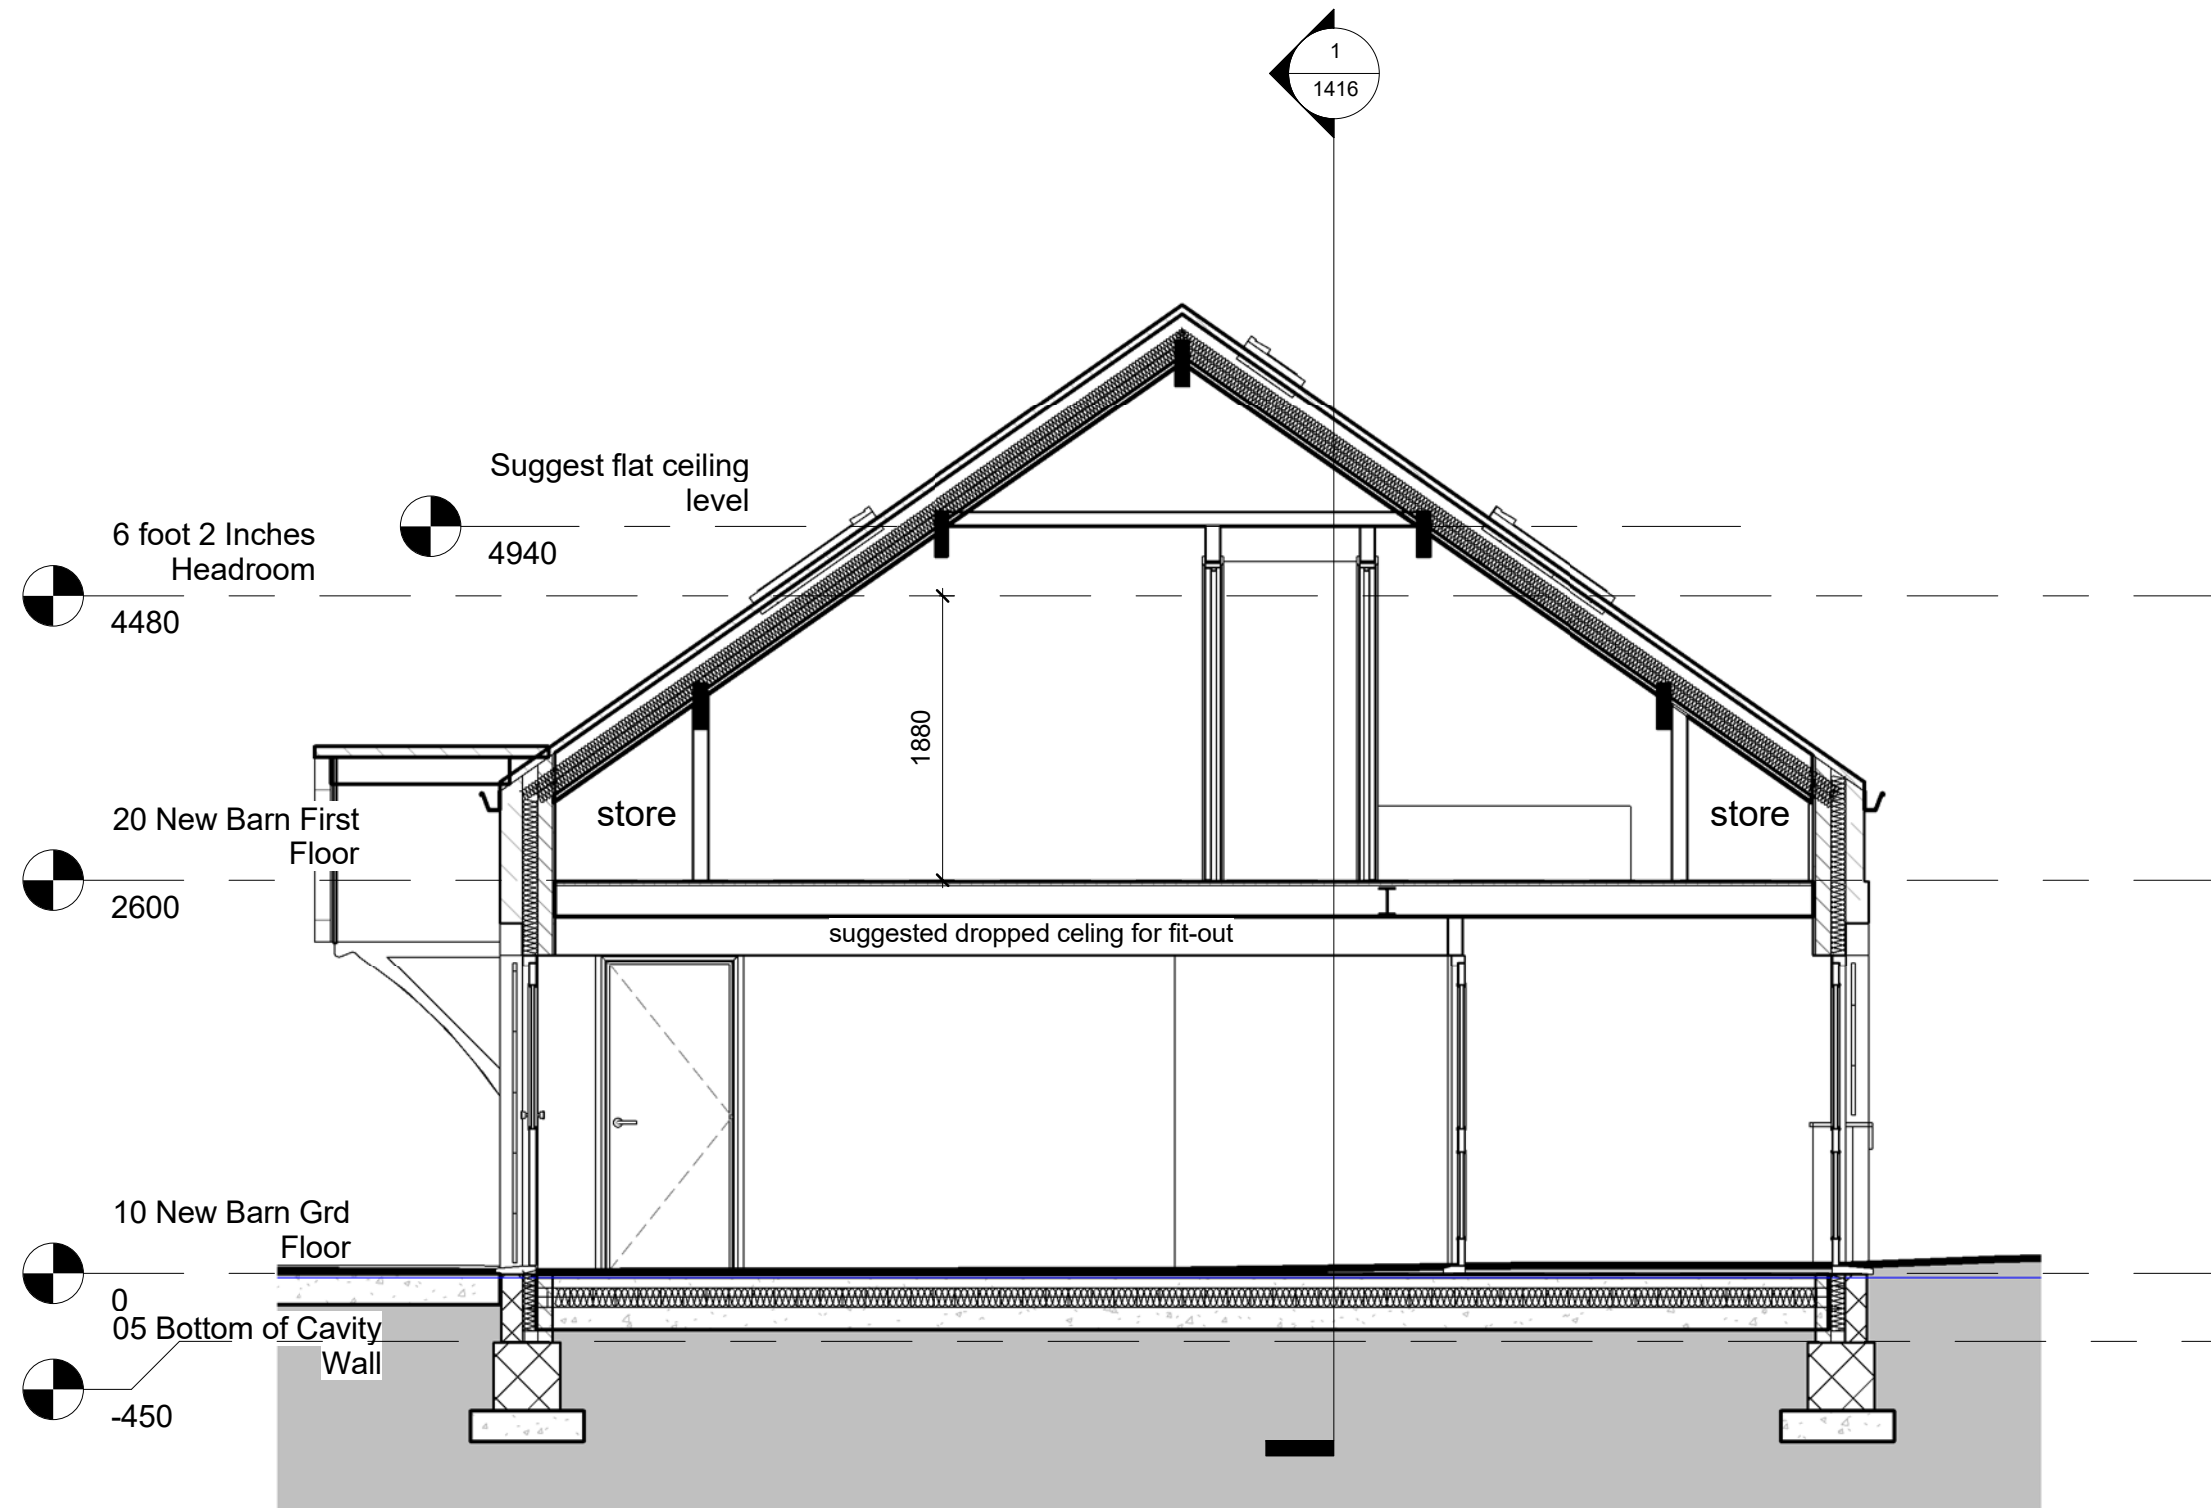 1
1416
Suggest flat ceiling
level
4940
6 foot 2 Inches
Headroom
4480
1880
20 New Barn First
Floor
2600
store
store
suggested dropped celing for fit-out
10 New Barn Grd
Floor
0
05 Bottom of Cavity
Wall
-450